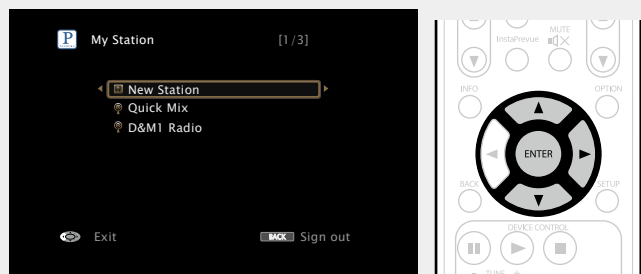 P
My Station [1/3]
New Station
Quick Mix
D&M1 Radio
Exit BACK Sign out
MUTE
InstaPrevue
INFO OPTION
ENTER
BACK SETUP
DEVICE CONTROL
TUNE +